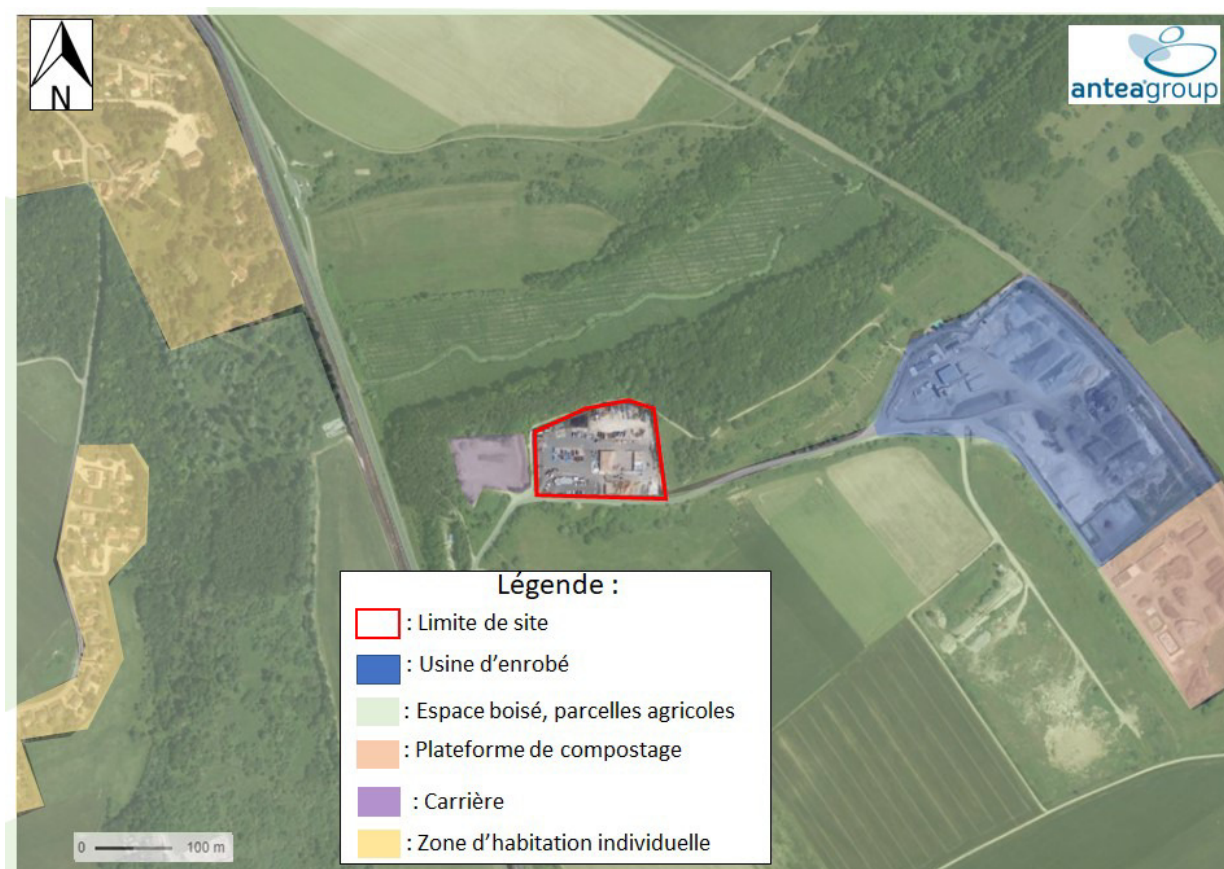 N
antea group
Légende :
: Limite de site
: Usine d'enrobé
: Espace boisé, parcelles agricoles
: Plateforme de compostage
: Carrière
: Zone d'habitation individuelle
0 100 m